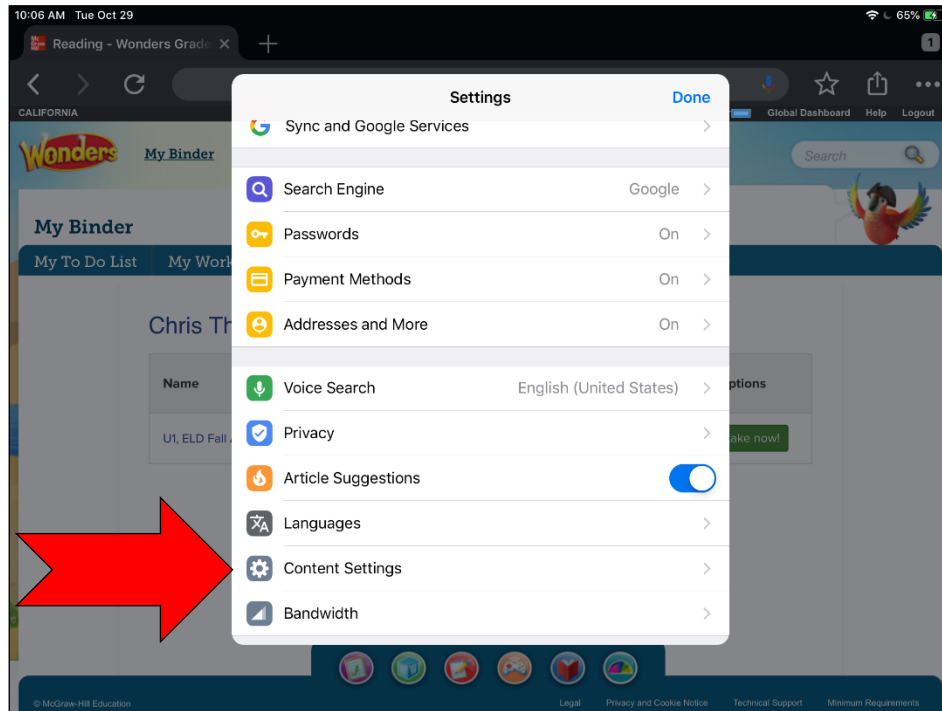 10:06 AM Tue Oct 29 65%
Reading - Wonders Grade 1
CALIFORNIA Global Dashboard Help Logout
Settings Done
Sync and Google Services
Wonders My Binder Search
Search Engine Google
My Binder
Passwords On
My To Do List My Work
Payment Methods On
Addresses and More On
Chris Th
Name ptions
Voice Search English (United States)
U1, ELD Fall ake now!
Privacy
Article Suggestions
Languages
Content Settings
Bandwidth
© McGraw-Hill Education Legal Privacy and Cookie Notice Technical Support Minimum Requirements